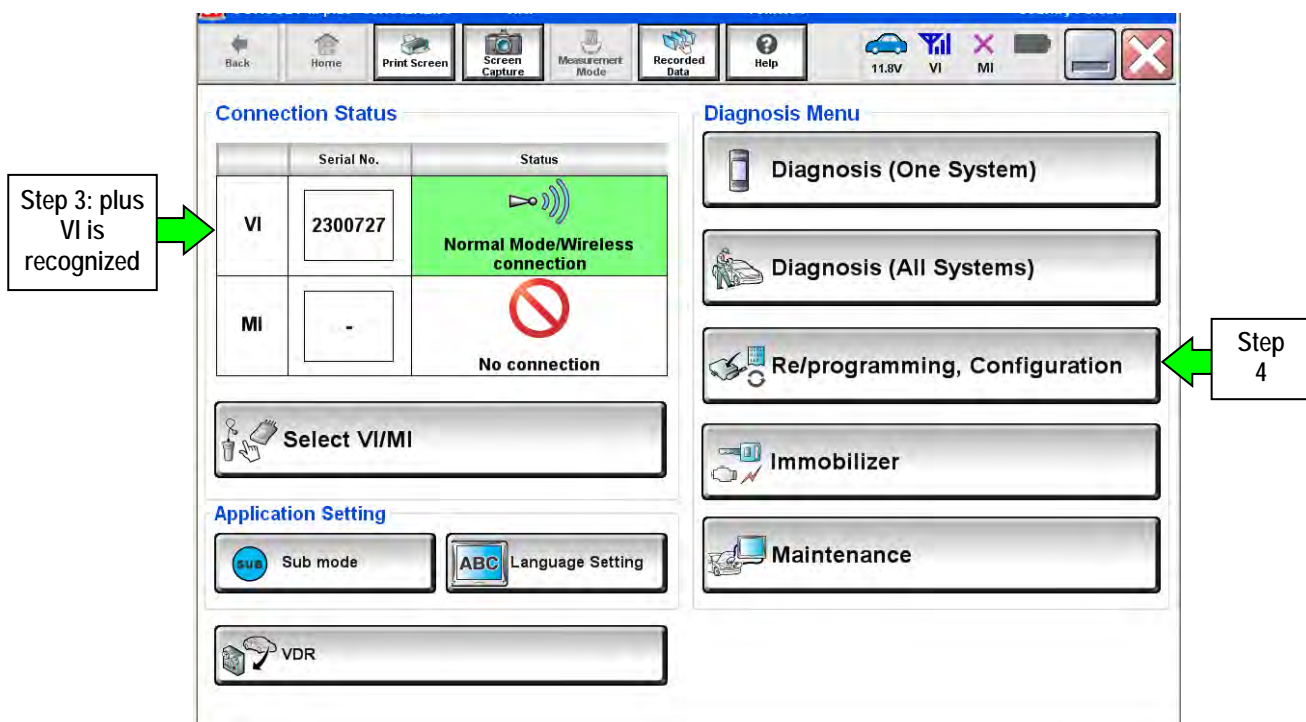 Back
Home
Print Screen
Screen
Capture
Measurement
Mode
Recorded
Data
Help
11.8V
VI
MI
Connection Status
Serial No.
Status
VI
2300727
Normal Mode/Wireless
connection
MI
-
No connection
Select VI/MI
Application Setting
SUB
Sub mode
ABC
Language Setting
VDR
Diagnosis Menu
Diagnosis (One System)
Diagnosis (All Systems)
Re/programming, Configuration
Immobilizer
Maintenance
Step 3: plus
VI is
recognized
Step
4